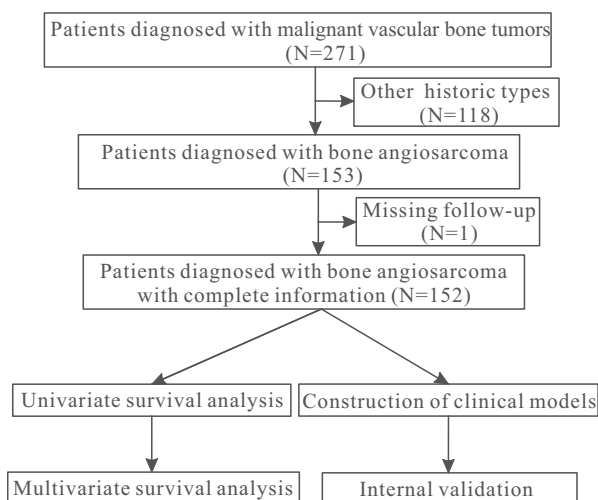 Patients diagnosed with malignant vascular bone tumors
(N=271)
Other historic types
(N=118)
Patients diagnosed with bone angiosarcoma
(N=153)
Missing follow-up
(N=1)
Patients diagnosed with bone angiosarcoma
with complete information (N=152)
Univariate survival analysis
Construction of clinical models
Multivariate survival analysis
Internal validation